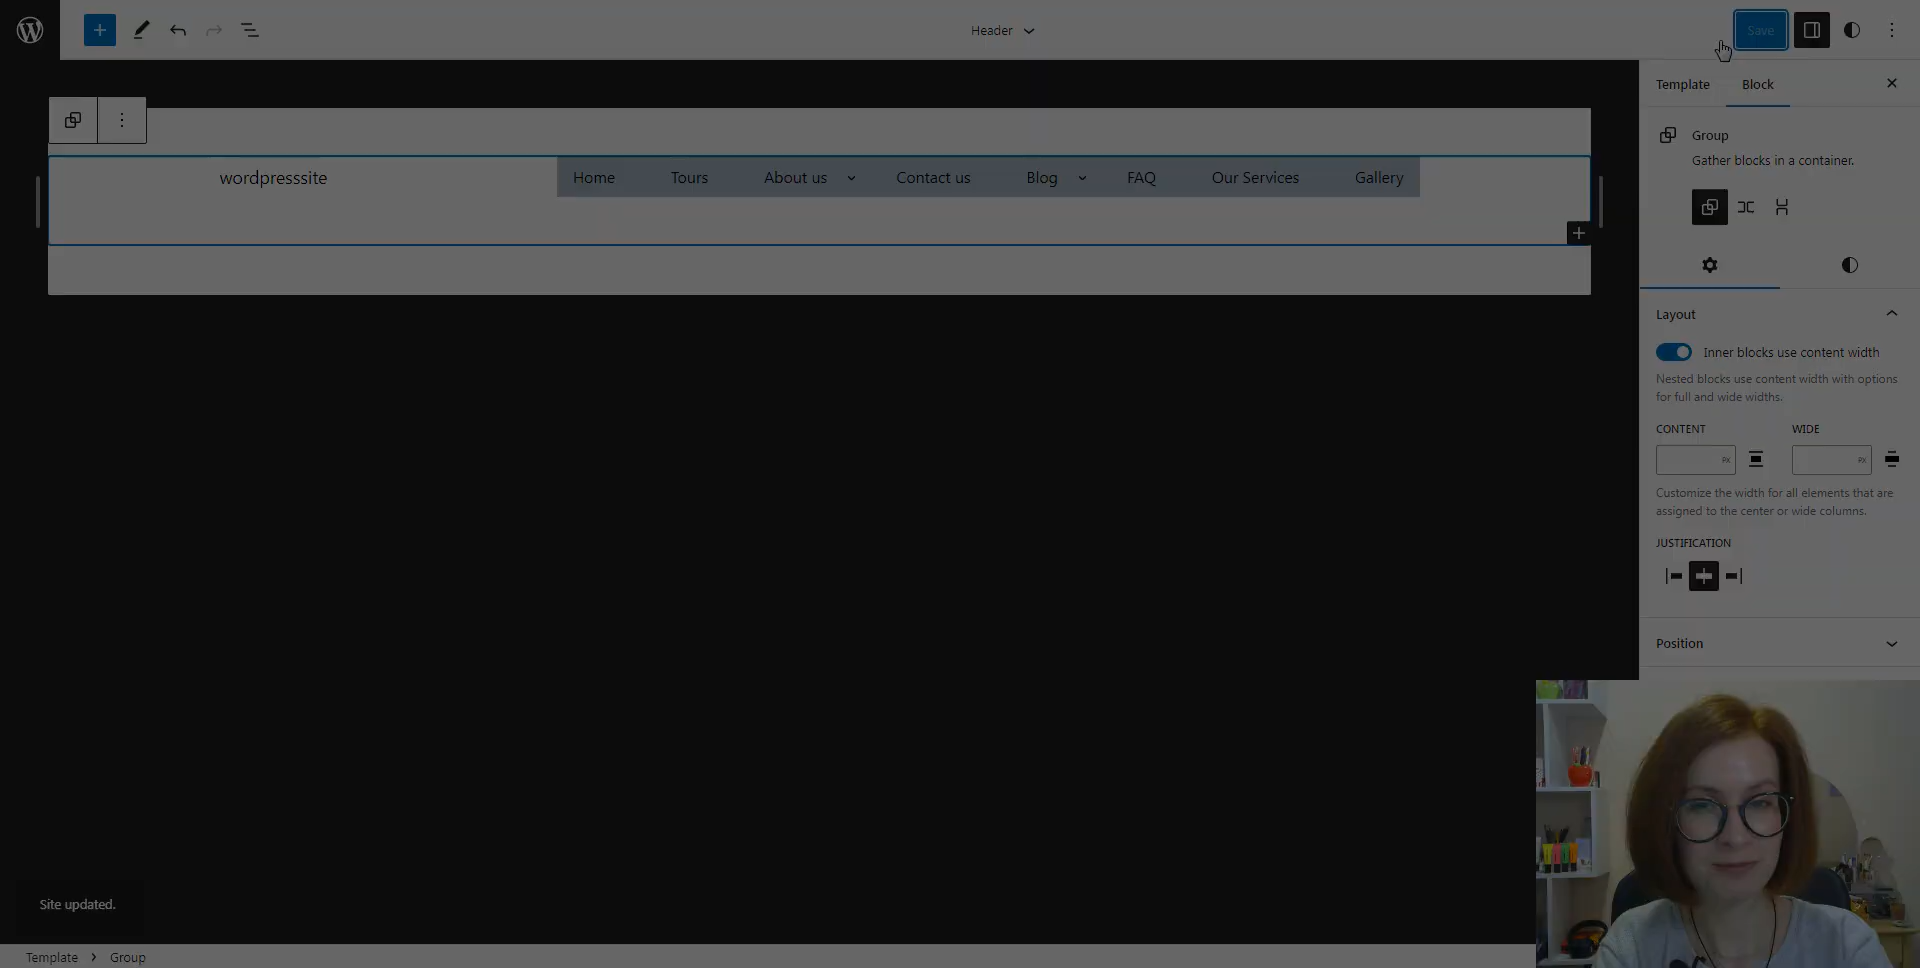 Header
Save
Template
Block
Group
Gather blocks in a container.
wordpresssite
Home
Tours
About us
Contact us
Blog
FAQ
Our Services
Gallery
Layout
Inner blocks use content width
Nested blocks use content width with options
for full and wide widths.
CONTENT
WIDE
PX
PX
Customize the width for all elements that are
assigned to the center or wide columns.
JUSTIFICATION
Position
Site updated.
Template
Group